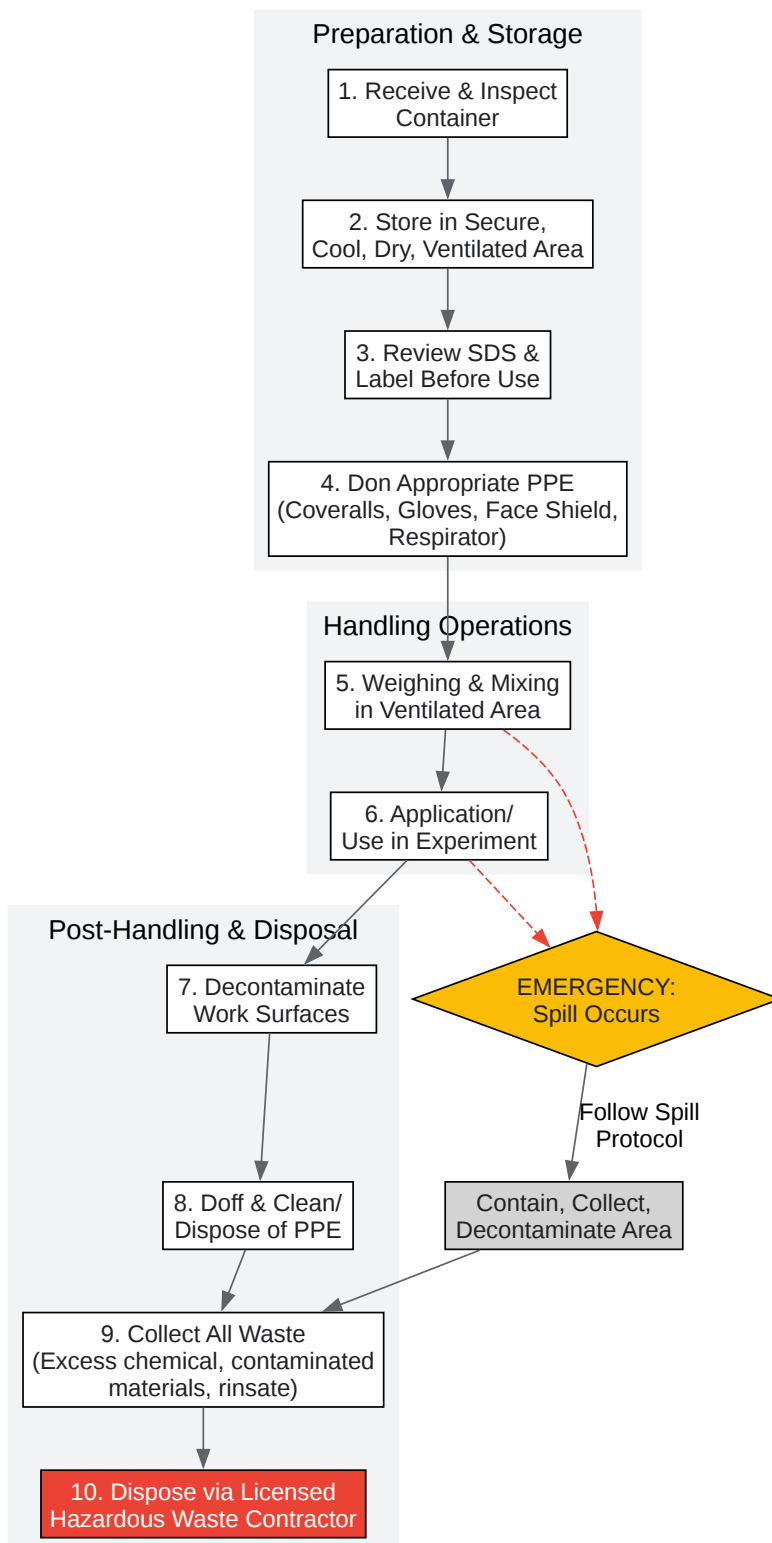 Preparation & Storage
1. Receive & Inspect
Container
2. Store in Secure,
Cool, Dry, Ventilated Area
3. Review SDS &
Label Before Use
4. Don Appropriate PPE
(Coveralls, Gloves, Face Shield,
Respirator)
Handling Operations
5. Weighing & Mixing
in Ventilated Area
6. Application/
Use in Experiment
Post-Handling & Disposal
7. Decontaminate
Work Surfaces
EMERGENCY:
Spill Occurs
Follow Spill
Protocol
8. Doff & Clean/
Dispose of PPE
Contain, Collect,
Decontaminate Area
9. Collect All Waste
(Excess chemical, contaminated
materials, rinsate)
10. Dispose via Licensed
Hazardous Waste Contractor